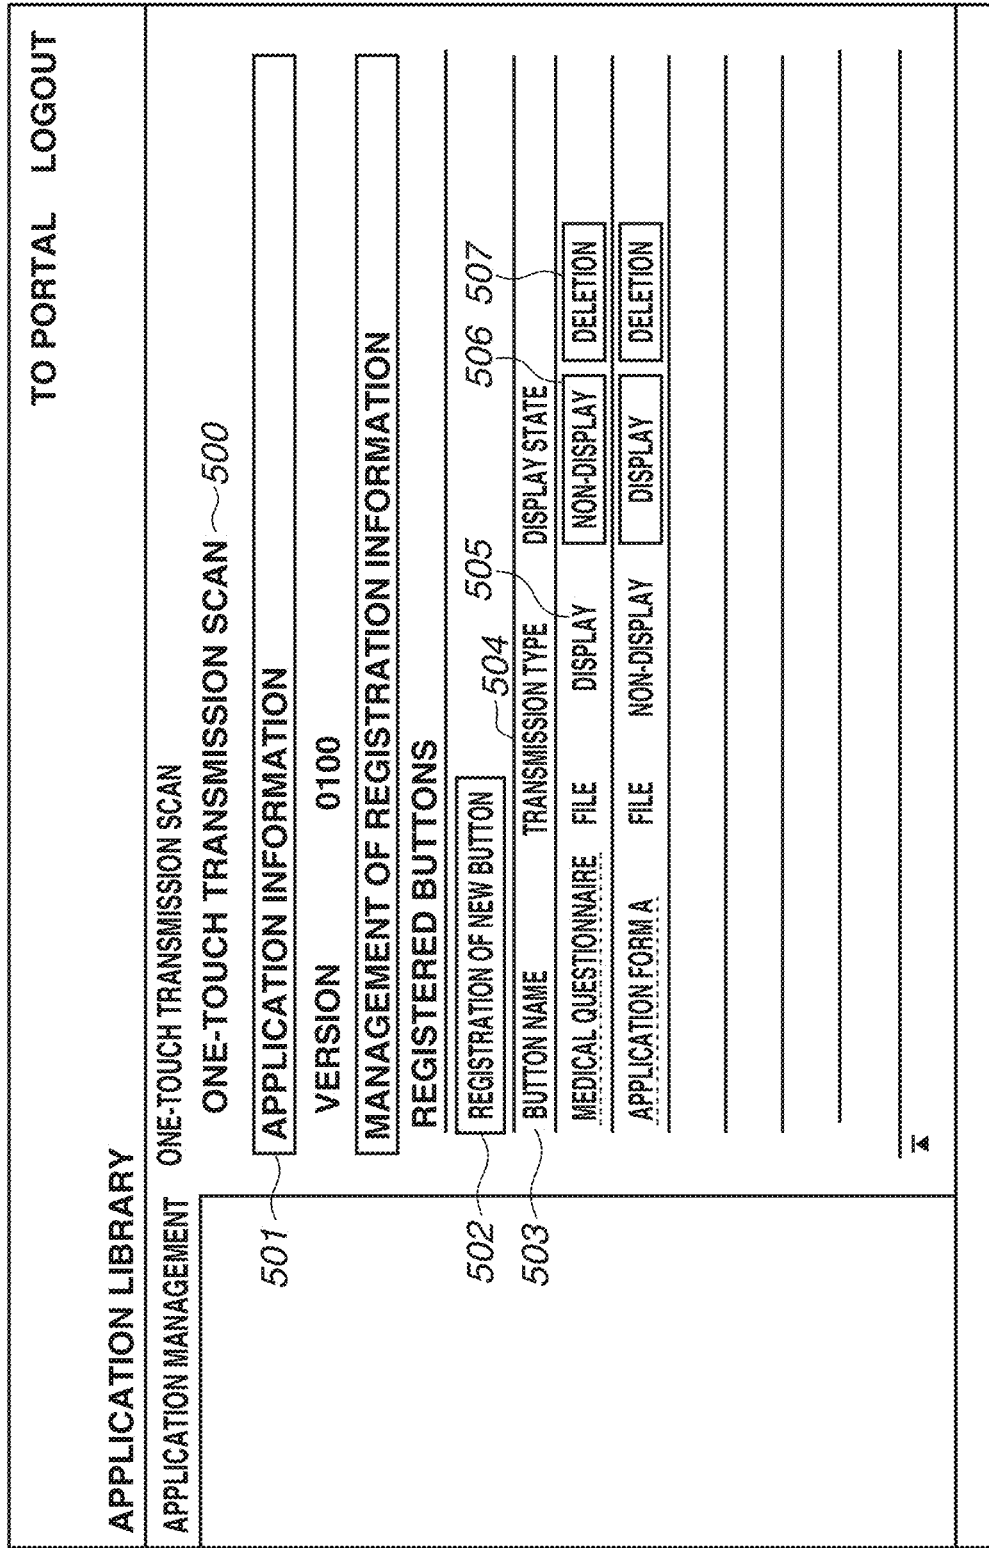 TO PORTAL LOGOUT
APPLICATION LIBRARY
APPLICATION MANAGEMENT ONE-TOUCH TRANSMISSION SCAN
ONE-TOUCH TRANSMISSION SCAN 500
501 APPLICATION INFORMATION
VERSION 0100
MANAGEMENT OF REGISTRATION INFORMATION
REGISTERED BUTTONS
502 REGISTRATION OF NEW BUTTON 504 505 506 507
503 BUTTON NAME TRANSMISSION TYPE DISPLAY STATE
MEDICAL QUESTIONNAIRE FILE DISPLAY NON-DISPLAY DELETION
APPLICATION FORM A FILE NON-DISPLAY DISPLAY DELETION